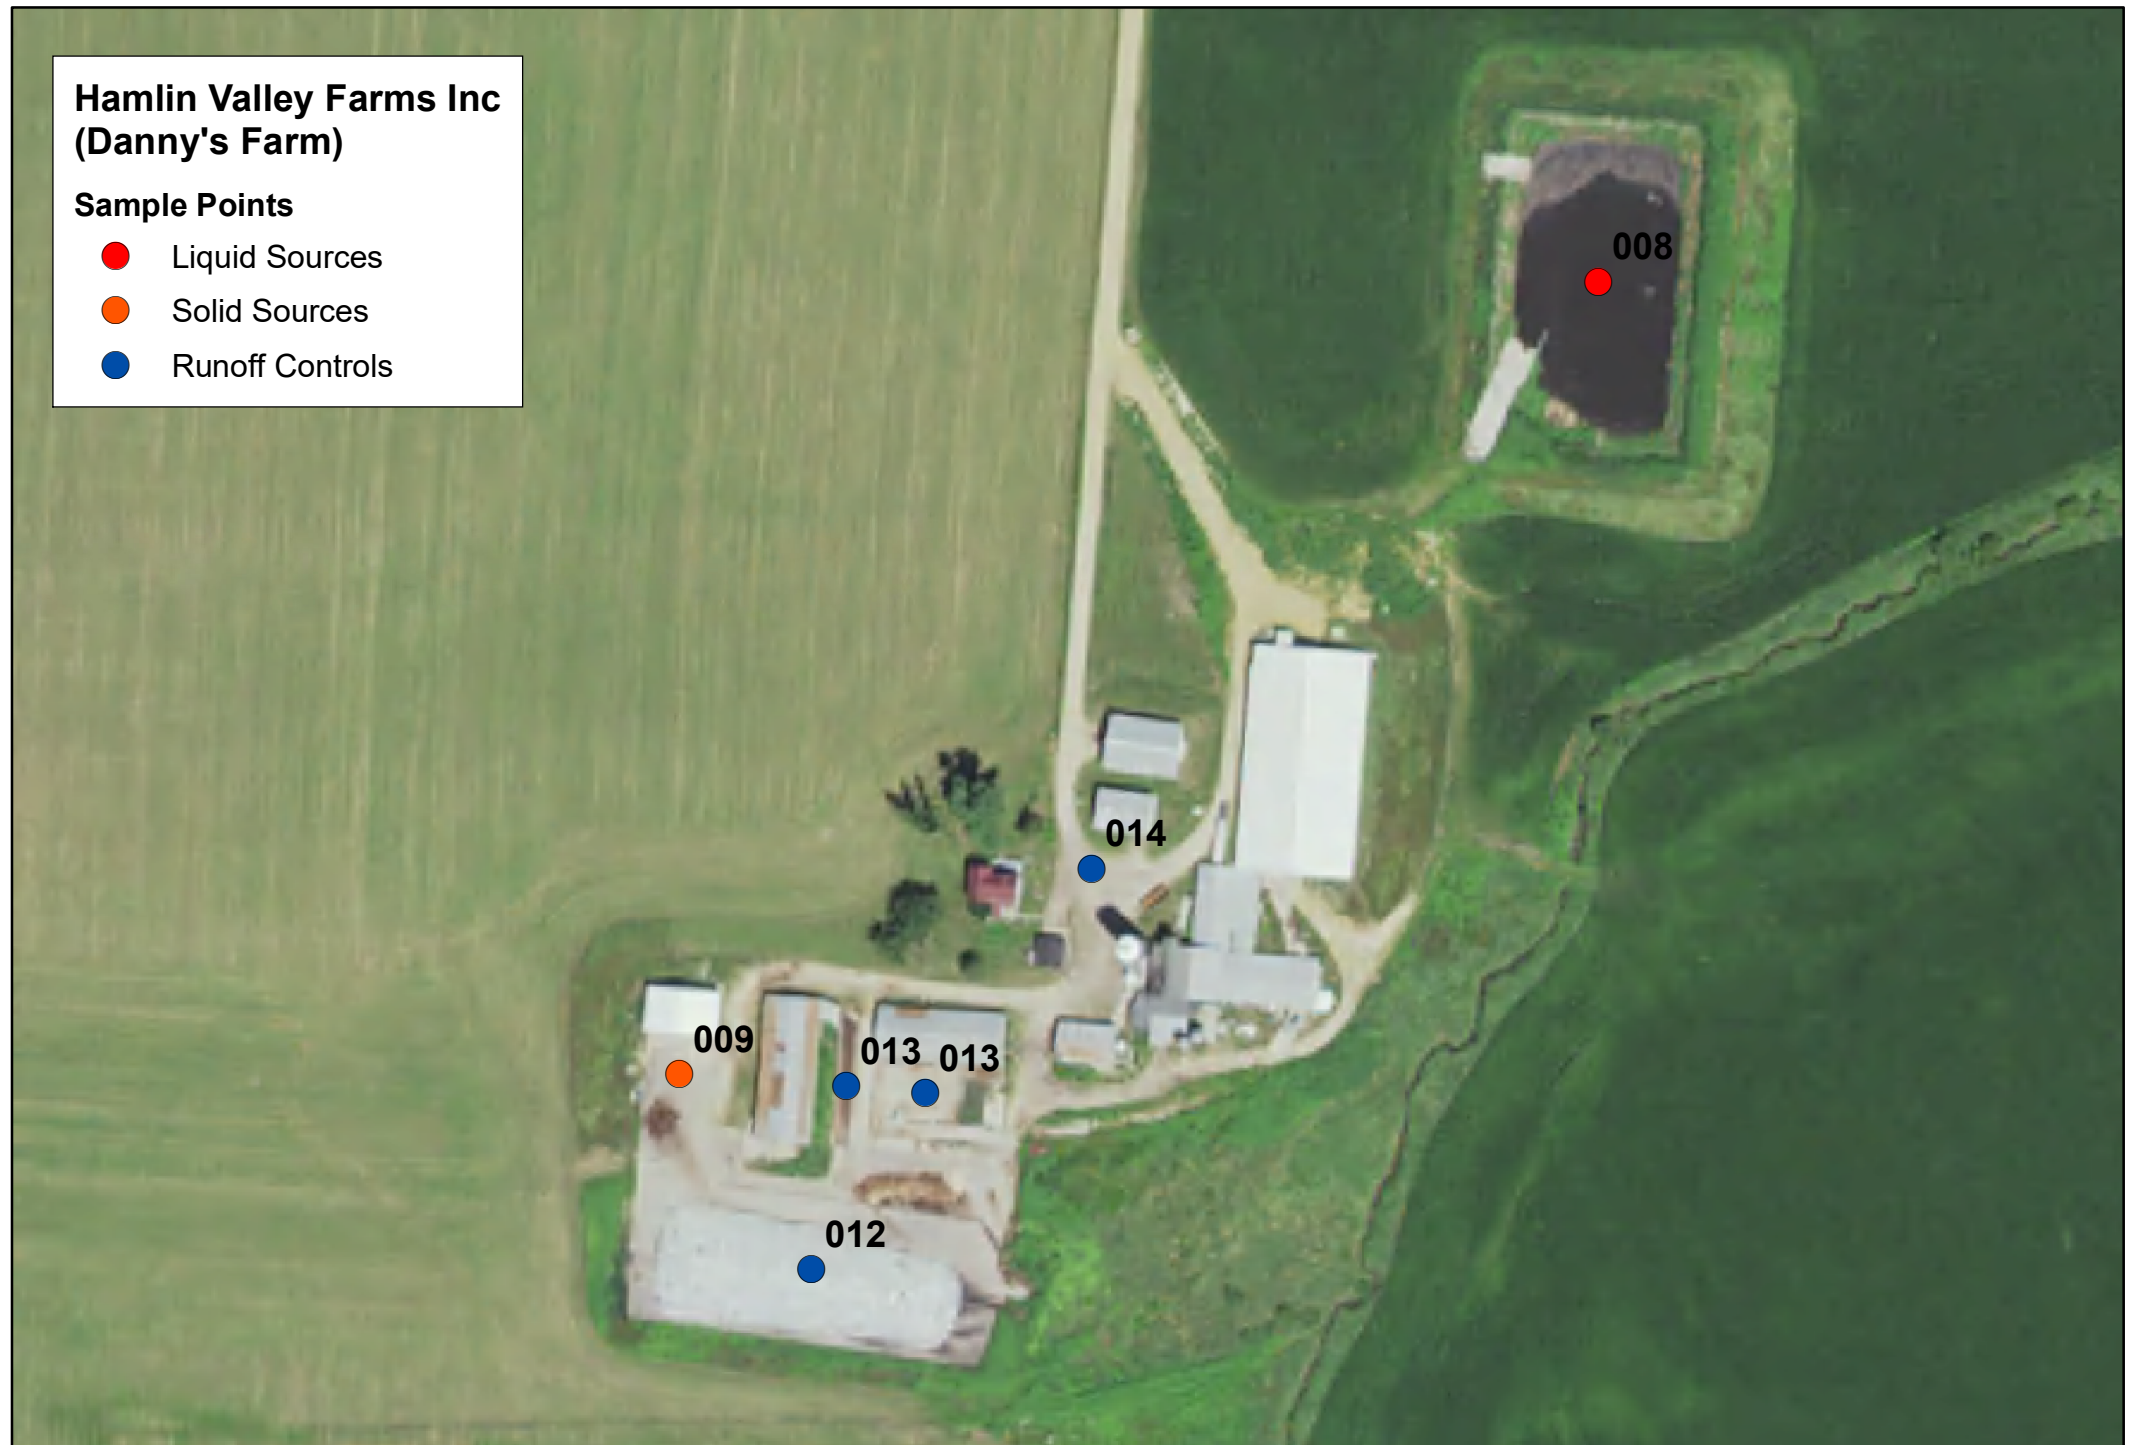 Hamlin Valley Farms Inc
(Danny's Farm)
Sample Points
Liquid Sources
Solid Sources
Runoff Controls
008
014
009
013
013
012